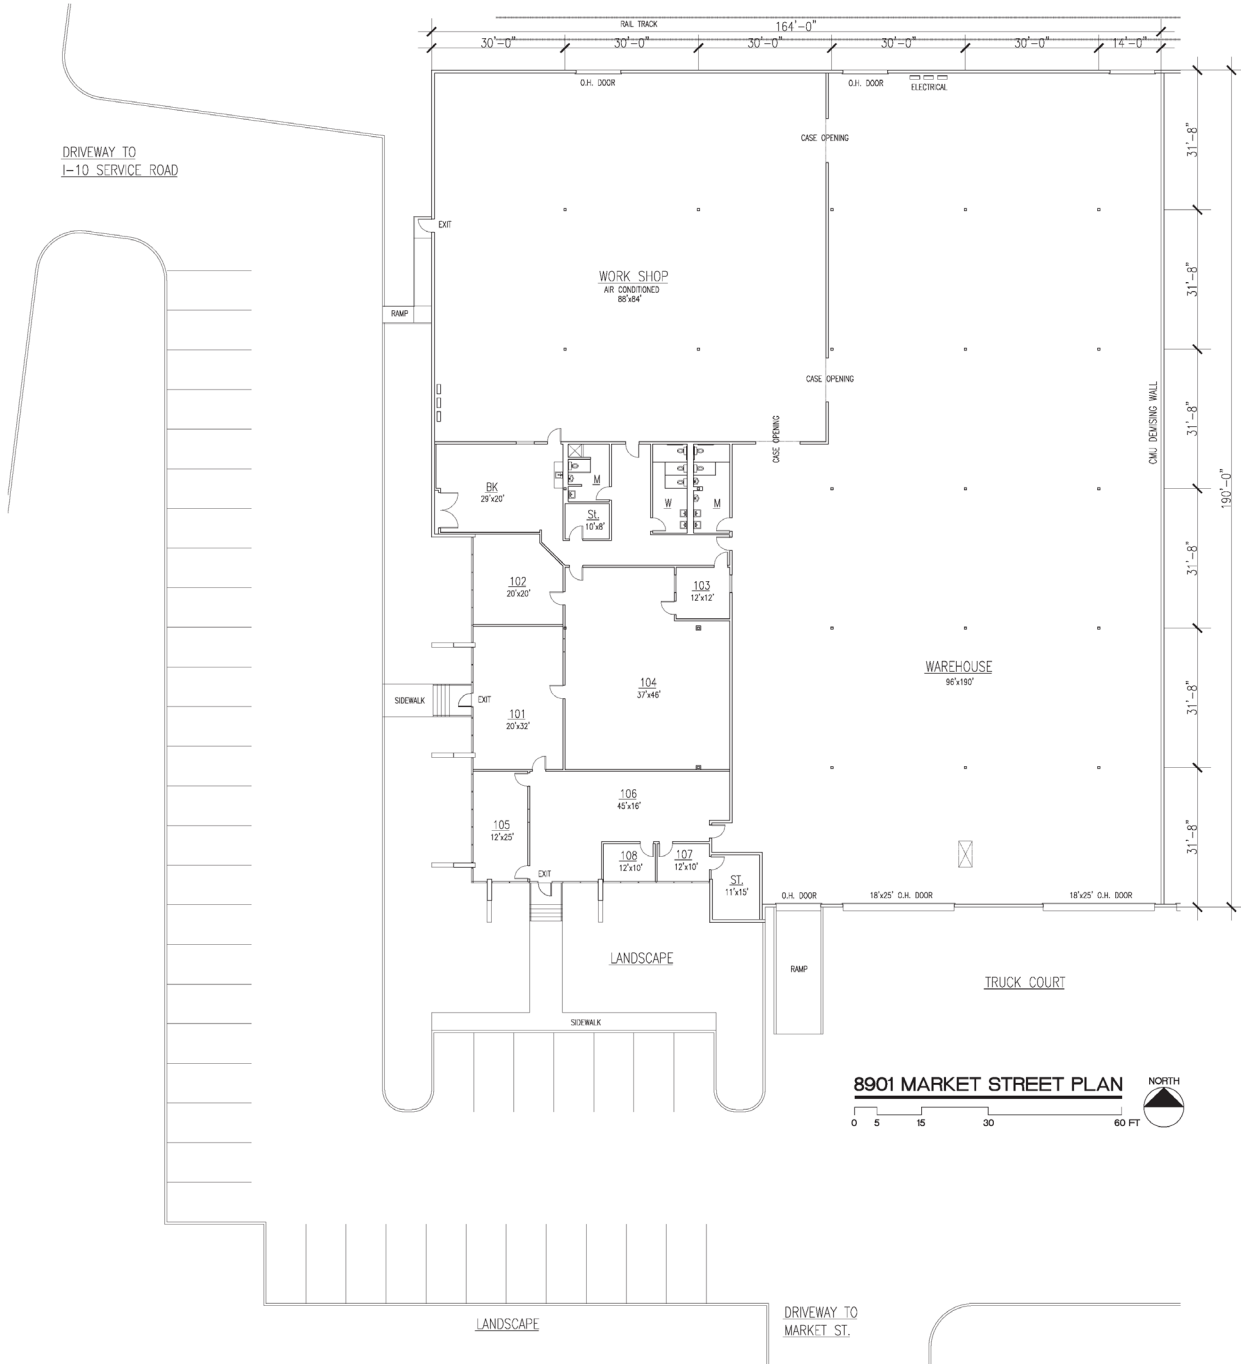 RAIL TRACK
164'-0"
30'-0"
30'-0"
30'-0"
30'-0"
30'-0"
14'-0"
O.H. DOOR
O.H. DOOR
ELECTRICAL
CASE OPENING
31'-8"
DRIVEWAY TO
I-10 SERVICE ROAD
EXIT
WORK SHOP
AIR CONDITIONED
88'x84'
31'-8"
RAMP
CASE OPENING
CASE OPENING
CMU DEMISING WALL
31'-8"
190'-0"
BK
29'x20'
M
St.
10'x8'
W
M
31'-8"
102
20'x20'
103
12'x12'
WAREHOUSE
96'x190'
104
37'x46'
31'-8"
SIDEWALK
EXIT
101
20'x32'
106
45'x16'
105
12'x25'
31'-8"
108
12'x10'
107
12'x10'
EXIT
ST.
11'x15'
O.H. DOOR
18'x25' O.H. DOOR
18'x25' O.H. DOOR
LANDSCAPE
RAMP
TRUCK COURT
SIDEWALK
8901 MARKET STREET PLAN
NORTH
0 5 15 30 60 FT
DRIVEWAY TO
MARKET ST.
LANDSCAPE